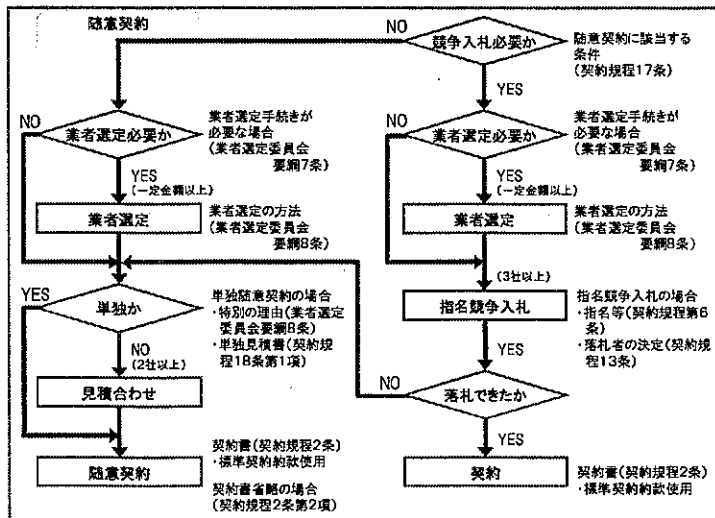 随意契約
NO
競争入札必要か
随意契約に該当する
条件
(契約規程17条)
YES
NO
業者選定必要か
業者選定手続きが
必要な場合
(業者選定委員会
要綱7条)
YES
(一定金額以上)
業者選定
業者選定の方法
(業者選定委員会
要綱8条)
YES
単独か
単独随意契約の場合
・特別の理由(業者選定
委員会要綱8条)
・単独見積書(契約規
程18条第1項)
NO
(2社以上)
見積合わせ
随意契約
契約書(契約規程2条)
・標準契約約款使用
契約書省略の場合
(契約規程2条第2項)
NO
業者選定必要か
業者選定手続きが
必要な場合
(業者選定委員会
要綱7条)
YES
(一定金額以上)
業者選定
業者選定の方法
(業者選定委員会
要綱8条)
(3社以上)
指名競争入札
指名競争入札の場合
・指名等(契約規程第6
条)
・落札者の決定(契約規
程13条)
YES
NO
落札できたか
YES
契約
契約書(契約規程2条)
・標準契約約款使用